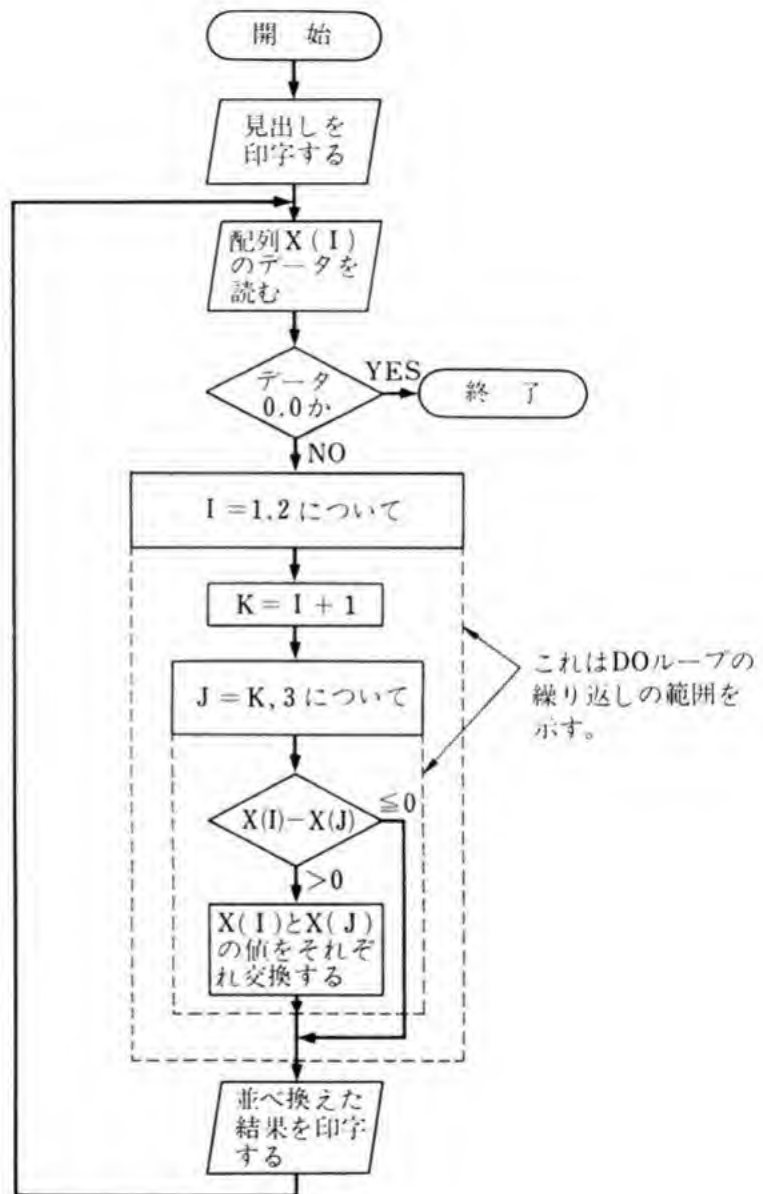 開 始
見出しを
印字する
配列X(I)
のデータを
読む
データ
0.0か
YES
終 了
NO
I=1,2について
K=I+1
これはDOループの
繰り返しの範囲を
示す。
J=K,3について
X(I)-X(J)
≦0
>0
X(I)とX(J)
の値をそれぞ
れ交換する
並べ換えた
結果を印字
する